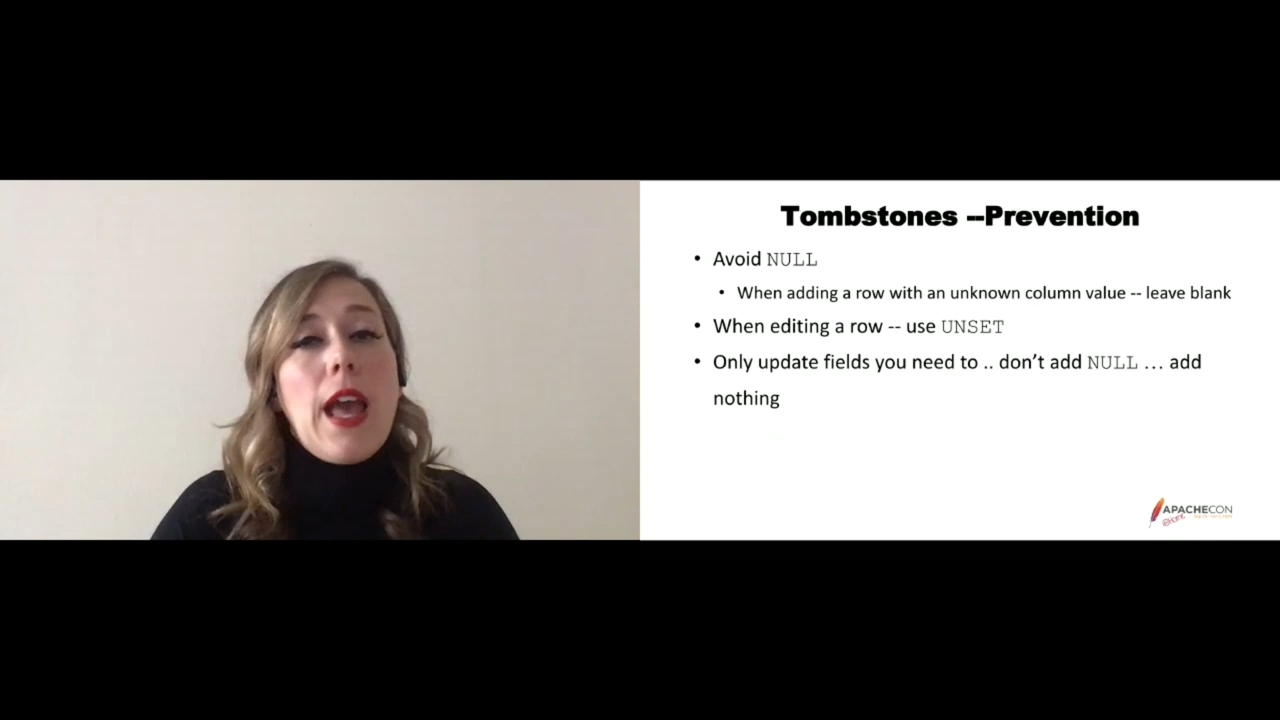 Tombstones --Prevention
• Avoid NULL
• When adding a row with an unknown column value -- leave blank
• When editing a row -- use UNSET
• Only update fields you need to .. don’t add NULL … add
nothing
APACHECON
@Home